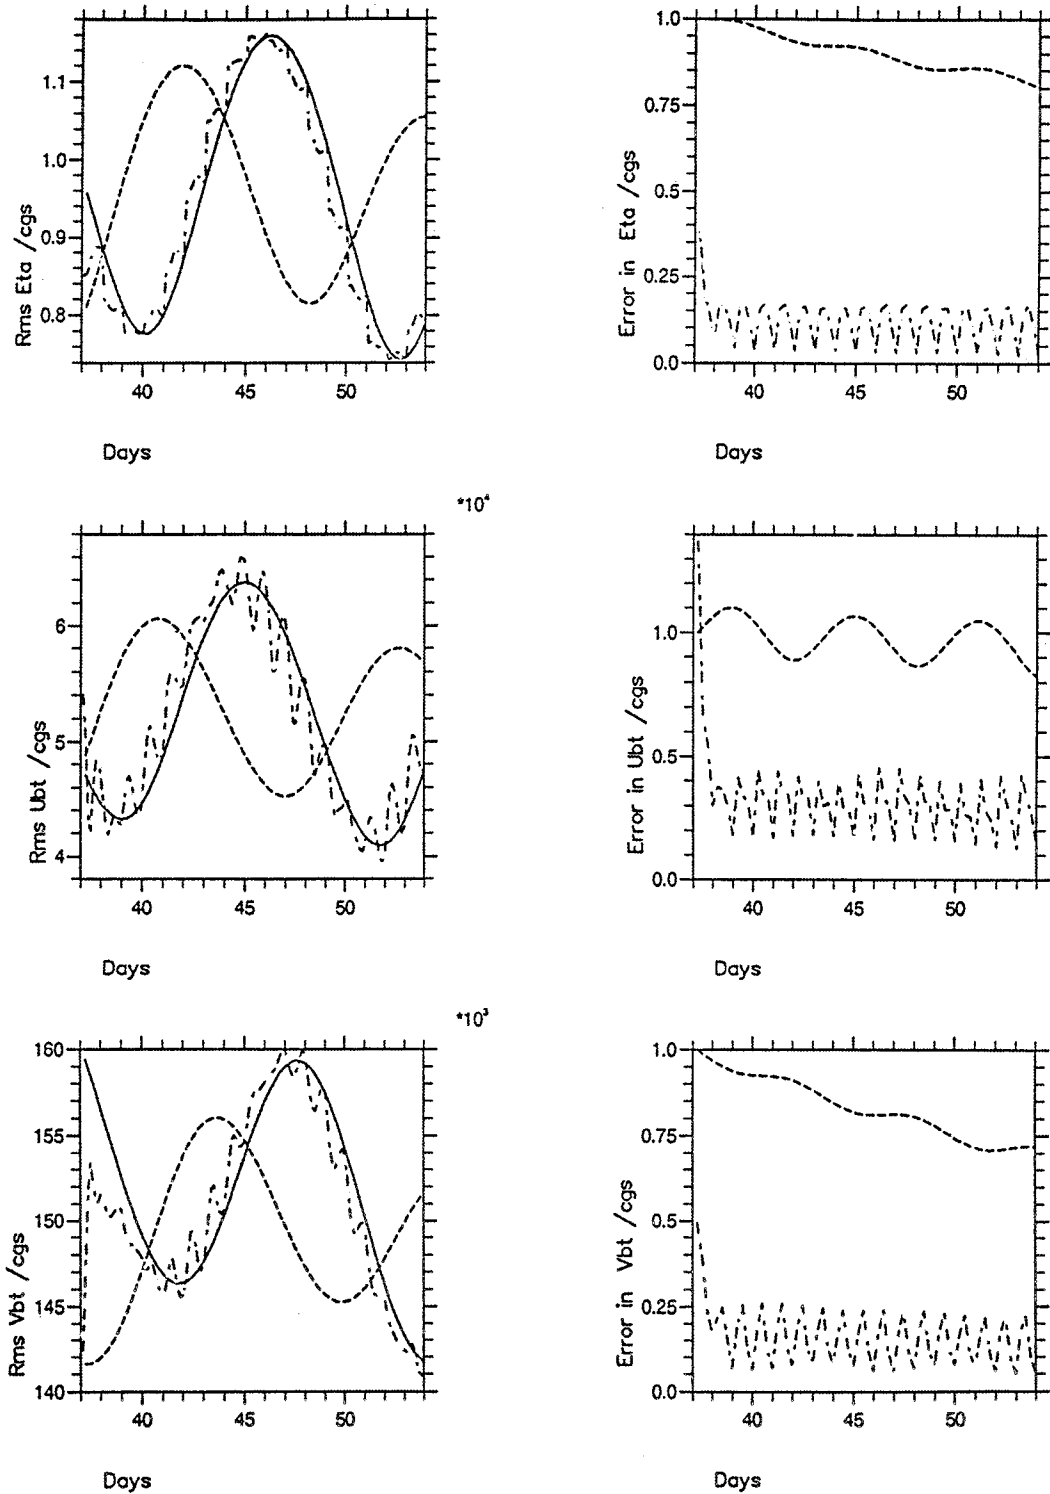 Rms Eta /cgs
1.1
1.0
0.9
0.8
40 45 50
Days
Error in Eta /cgs
1.0
0.75
0.5
0.25
0.0
40 45 50
Days
*10⁴
Rms Ubt /cgs
6
5
4
40 45 50
Days
Error in Ubt /cgs
1.0
0.5
0.0
40 45 50
Days
*10³
Rms Vbt /cgs
160
155
150
145
140
40 45 50
Days
Error in Vbt /cgs
1.0
0.75
0.5
0.25
0.0
40 45 50
Days